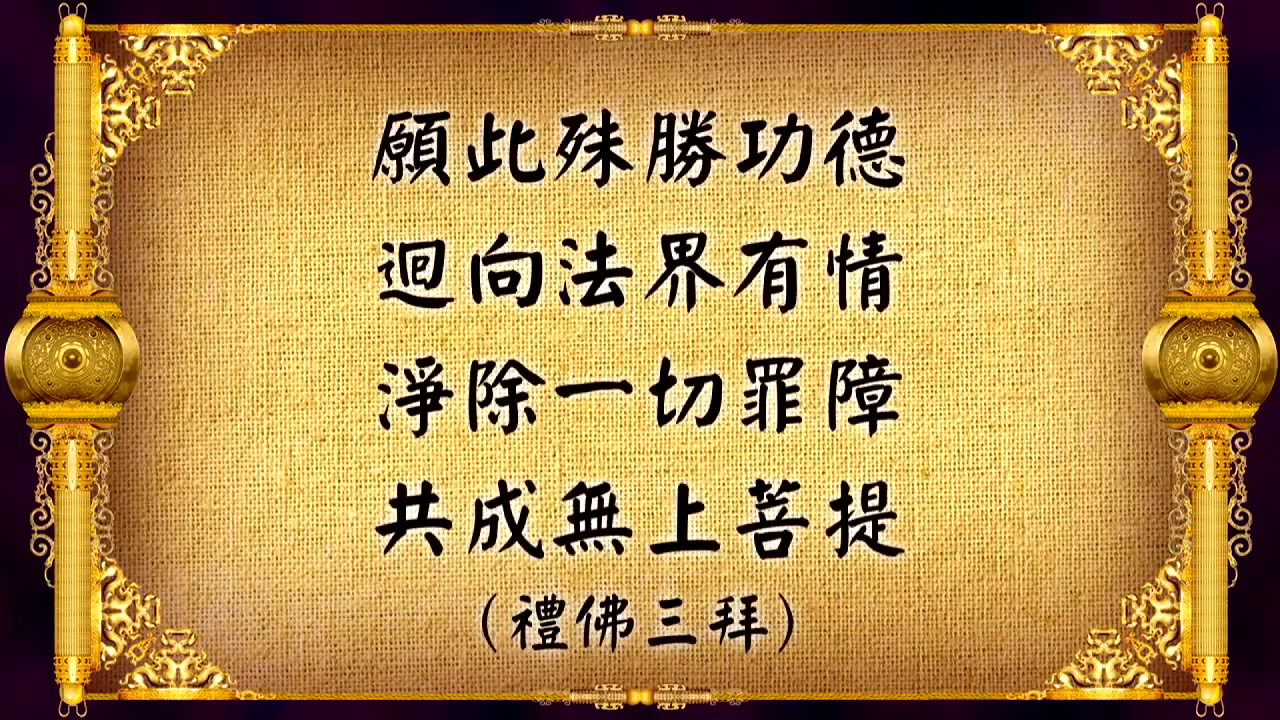 願此殊勝功德
迴向法界有情
淨除一切罪障
共成無上菩提
(禮佛三拜)